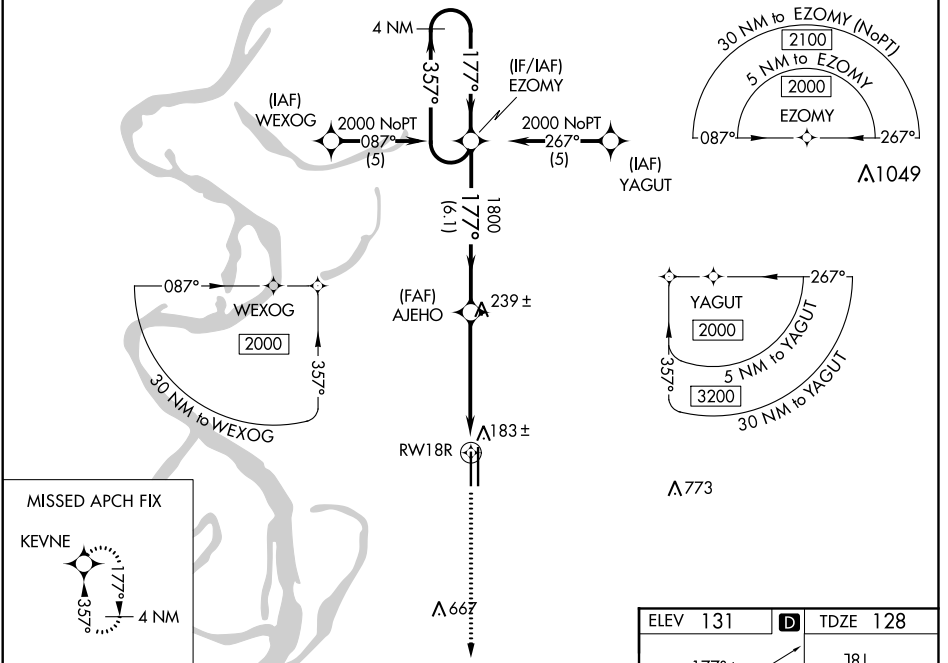 30 NM to EZOMY (NoPT)
2100
5 NM to EZOMY
2000
EZOMY
087°
267°
1049
4 NM
357°
177°
(IF/IAF)
EZOMY
(IAF)
WEXOG
2000 NoPT
087°
(5)
2000 NoPT
267°
(5)
(IAF)
YAGUT
1800
177°
(6.1)
087°
WEXOG
2000
357°
30 NM to WEXOG
(FAF)
AJEHO
239 ±
267°
YAGUT
2000
5 NM to YAGUT
357°
3200
30 NM to YAGUT
RW18R
183 ±
773
MISSED APCH FIX
KEVNE
177°
357°
4 NM
667
ELEV 131
D
TDZE 128